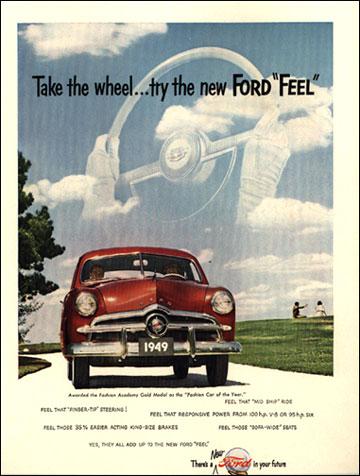 Take the wheel...try the new FORD "FEEL"
1949
Awarded the Fashion Academy Gold Medal as the "Fashion Car of the Year."
FEEL THAT "MID SHIP" RIDE
FEEL THAT "FINGER-TIP" STEERING!
FEEL THAT RESPONSIVE POWER FROM 100 h.p. V-8 OR 95 h.p. SIX
FEEL THOSE 35% EASIER ACTING KING-SIZE BRAKES
FEEL THOSE "SOFA-WIDE" SEATS
YES, THEY ALL ADD UP TO THE NEW FORD "FEEL"
New
There's a Ford in your future